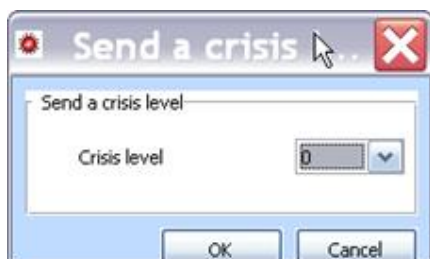 Send a crisis ...
Send a crisis level
Crisis level 0
OK Cancel